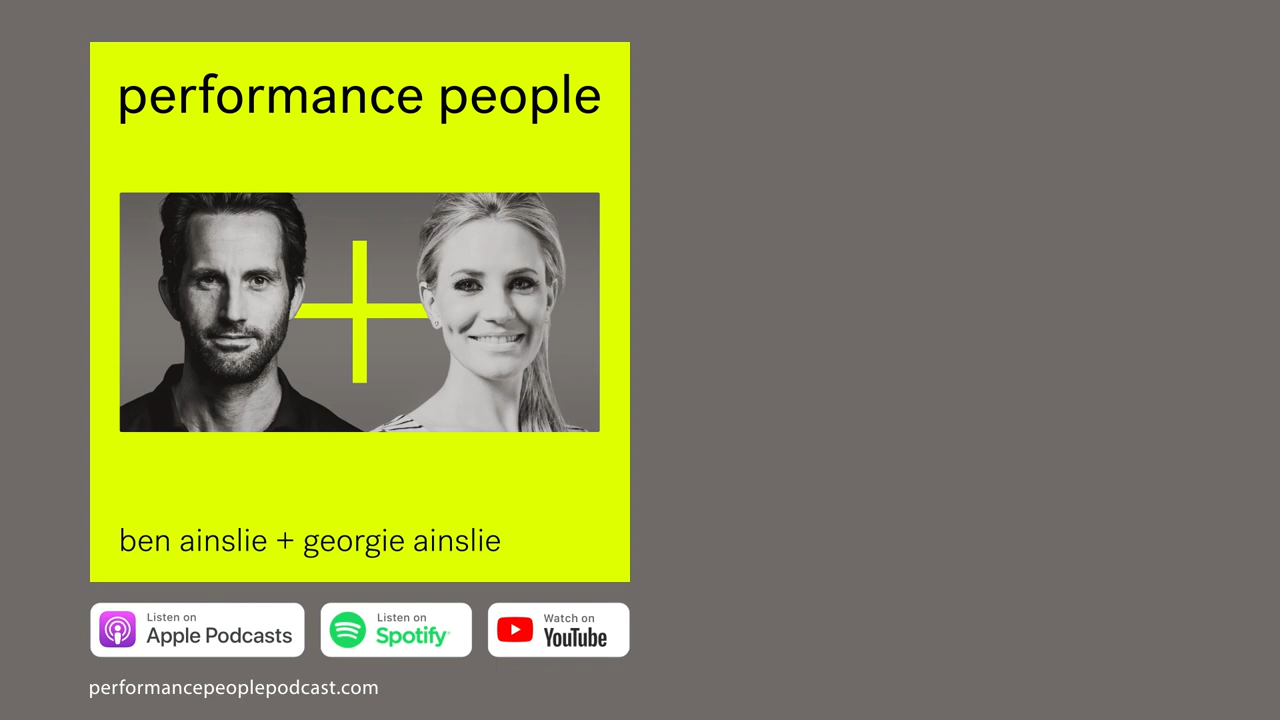 performance people
ben ainslie + georgie ainslie
Listen on
Apple Podcasts
Listen on
Spotify
Watch on
YouTube
performancepeoplepodcast.com